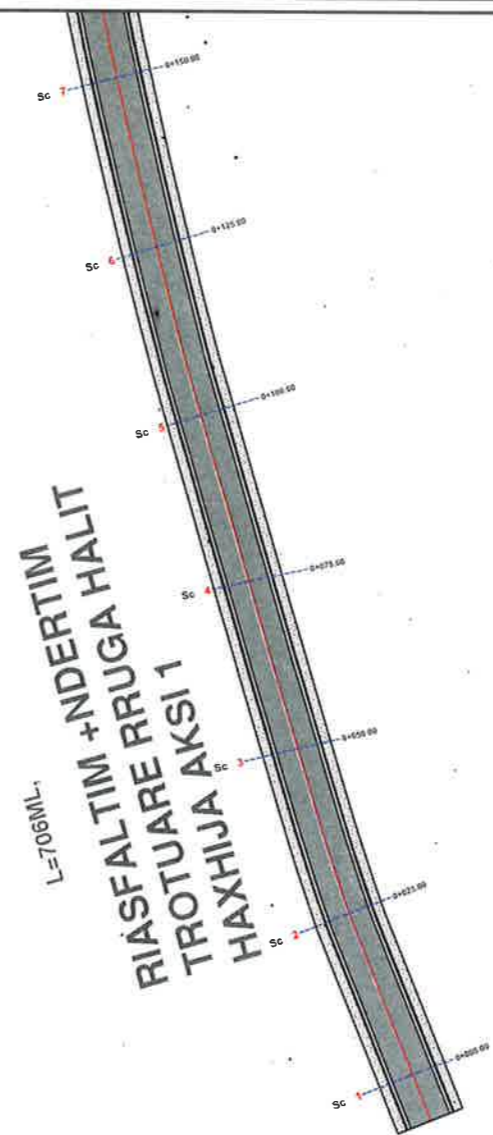 Sc 7 0+150.00
Sc 6 0+125.00
Sc 5 0+100.00
Sc 4 0+075.00
Sc 3 0+050.00
Sc 2 0+025.00
Sc 1 0+000.00
L=706ML,
RIASFALTIM +NDERTIM
TROTUARE RRUGA HALIT
HAXHIJA AKSI 1